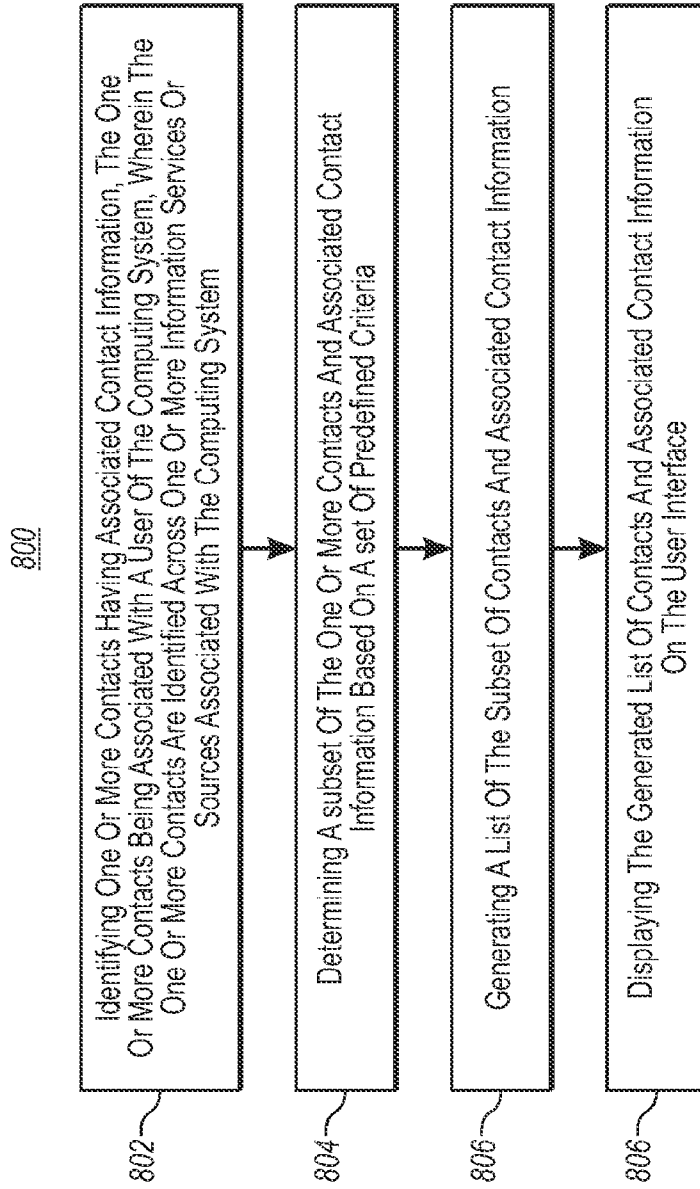 800
802
Identifying One Or More Contacts Having Associated Contact Information, The One
Or More Contacts Being Associated With A User Of The Computing System, Wherein The
One Or More Contacts Are Identified Across One Or More Information Services Or
Sources Associated With The Computing System
804
Determining A subset Of The One Or More Contacts And Associated Contact
Information Based On A set Of Predefined Criteria
806
Generating A List Of The Subset Of Contacts And Associated Contact Information
806
Displaying The Generated List Of Contacts And Associated Contact Information
On The User Interface